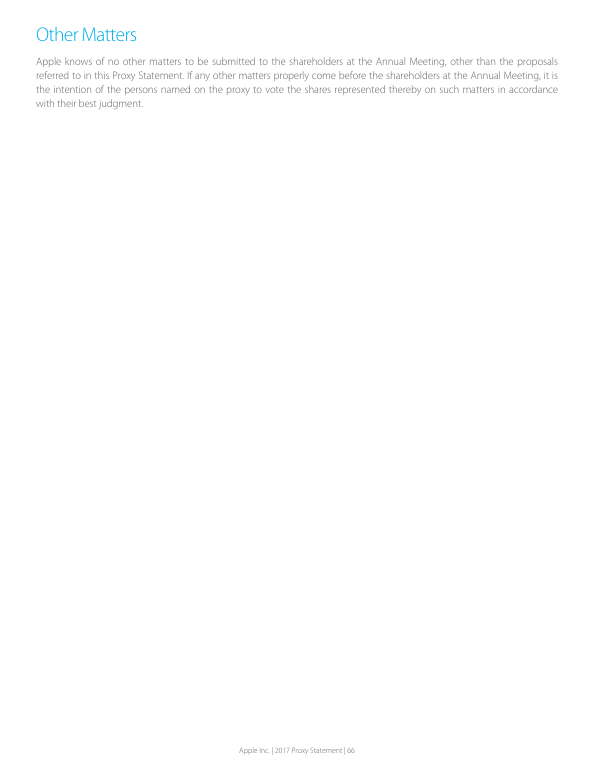 Other Matters
Apple knows of no other matters to be submitted to the shareholders at the Annual Meeting, other than the proposals
referred to in this Proxy Statement. If any other matters properly come before the shareholders at the Annual Meeting, it is
the intention of the persons named on the proxy to vote the shares represented thereby on such matters in accordance
with their best judgment.
Apple Inc. | 2017 Proxy Statement | 66